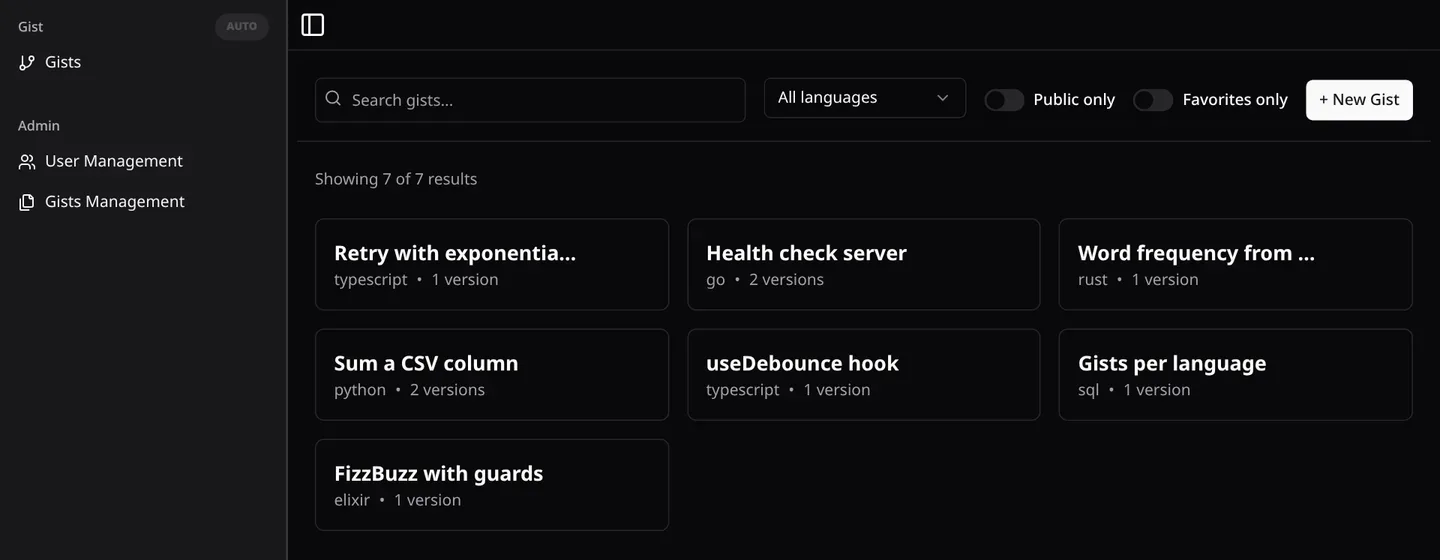 Gist AUTO
Gists
Admin
User Management
Gists Management
Search gists...
All languages
Public only
Favorites only
+ New Gist
Showing 7 of 7 results
Retry with exponentia...
typescript • 1 version
Health check server
go • 2 versions
Word frequency from ...
rust • 1 version
Sum a CSV column
python • 2 versions
useDebounce hook
typescript • 1 version
Gists per language
sql • 1 version
FizzBuzz with guards
elixir • 1 version